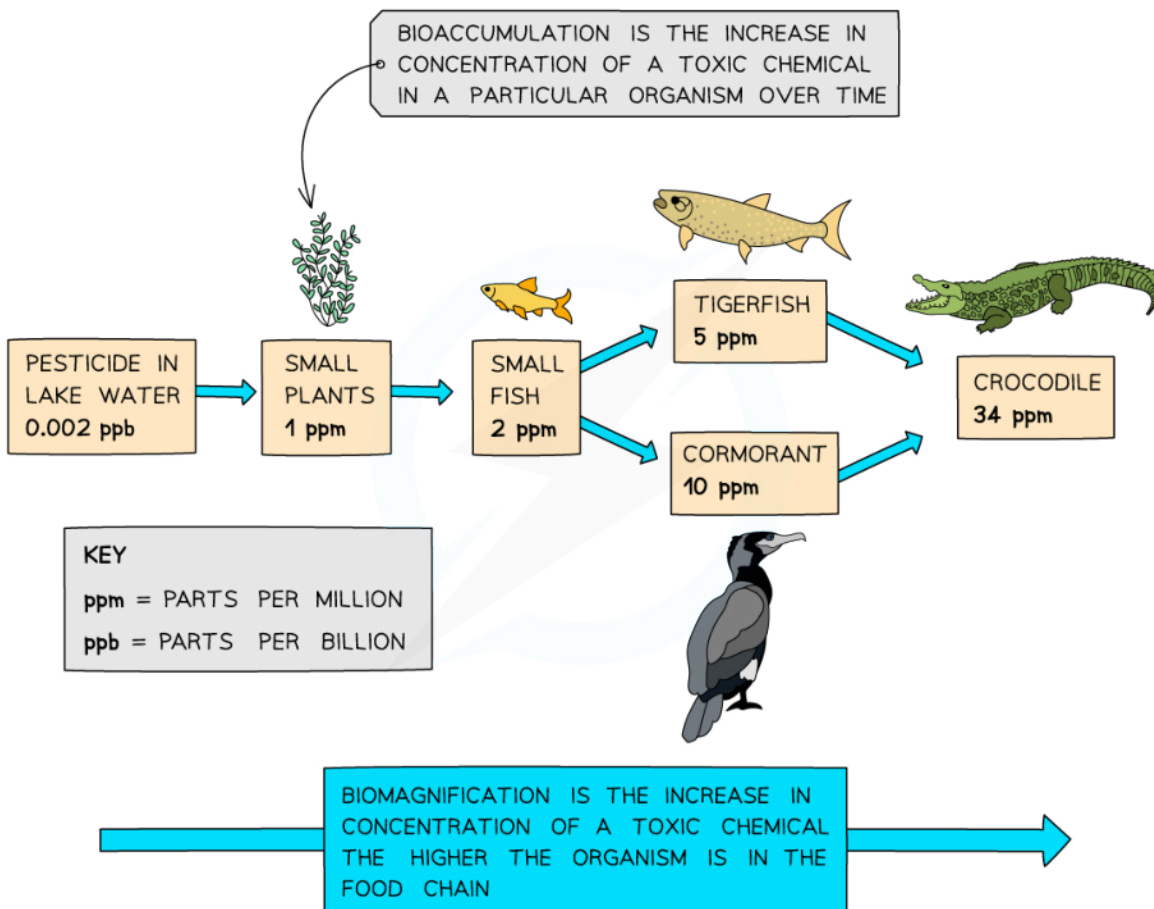 BIOACCUMULATION IS THE INCREASE IN
CONCENTRATION OF A TOXIC CHEMICAL
IN A PARTICULAR ORGANISM OVER TIME
PESTICIDE IN
LAKE WATER
0.002 ppb
SMALL
PLANTS
1 ppm
SMALL
FISH
2 ppm
TIGERFISH
5 ppm
CORMORANT
10 ppm
CROCODILE
34 ppm
KEY
ppm = PARTS PER MILLION
ppb = PARTS PER BILLION
BIOMAGNIFICATION IS THE INCREASE IN
CONCENTRATION OF A TOXIC CHEMICAL
THE HIGHER THE ORGANISM IS IN THE
FOOD CHAIN